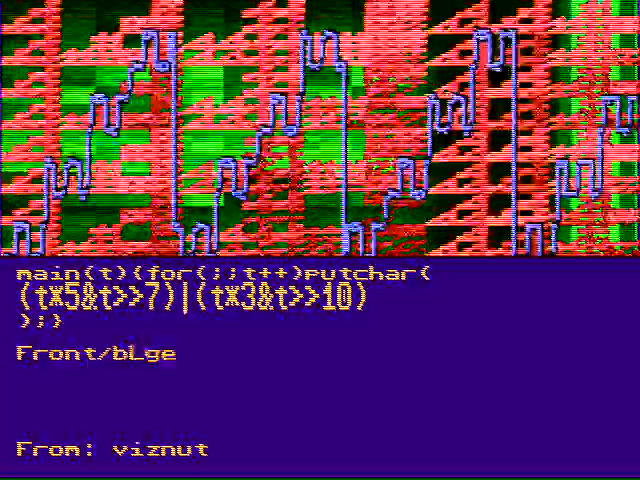 main(t){for(;;t++)putchar(
(t*5&t>>7)|(t*3&t>>10)
);}
Front/bLge
From: viznut